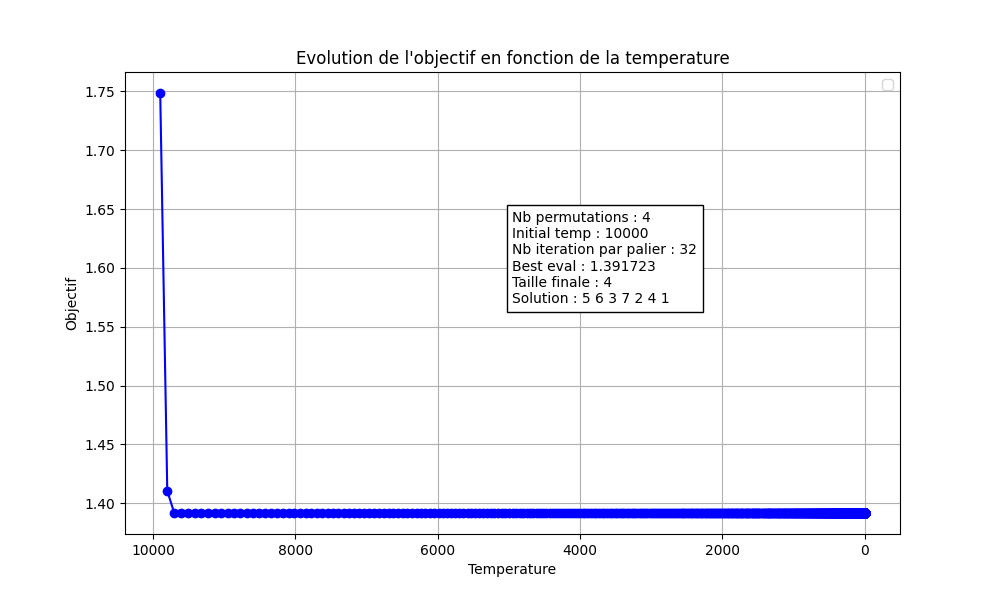 Evolution de l'objectif en fonction de la temperature
1.75
1.70
1.65
1.60
1.55
1.50
1.45
1.40
Objectif
Nb permutations : 4
Initial temp : 10000
Nb iteration par palier : 32
Best eval : 1.391723
Taille finale : 4
Solution : 5 6 3 7 2 4 1
10000 8000 6000 4000 2000 0
Temperature